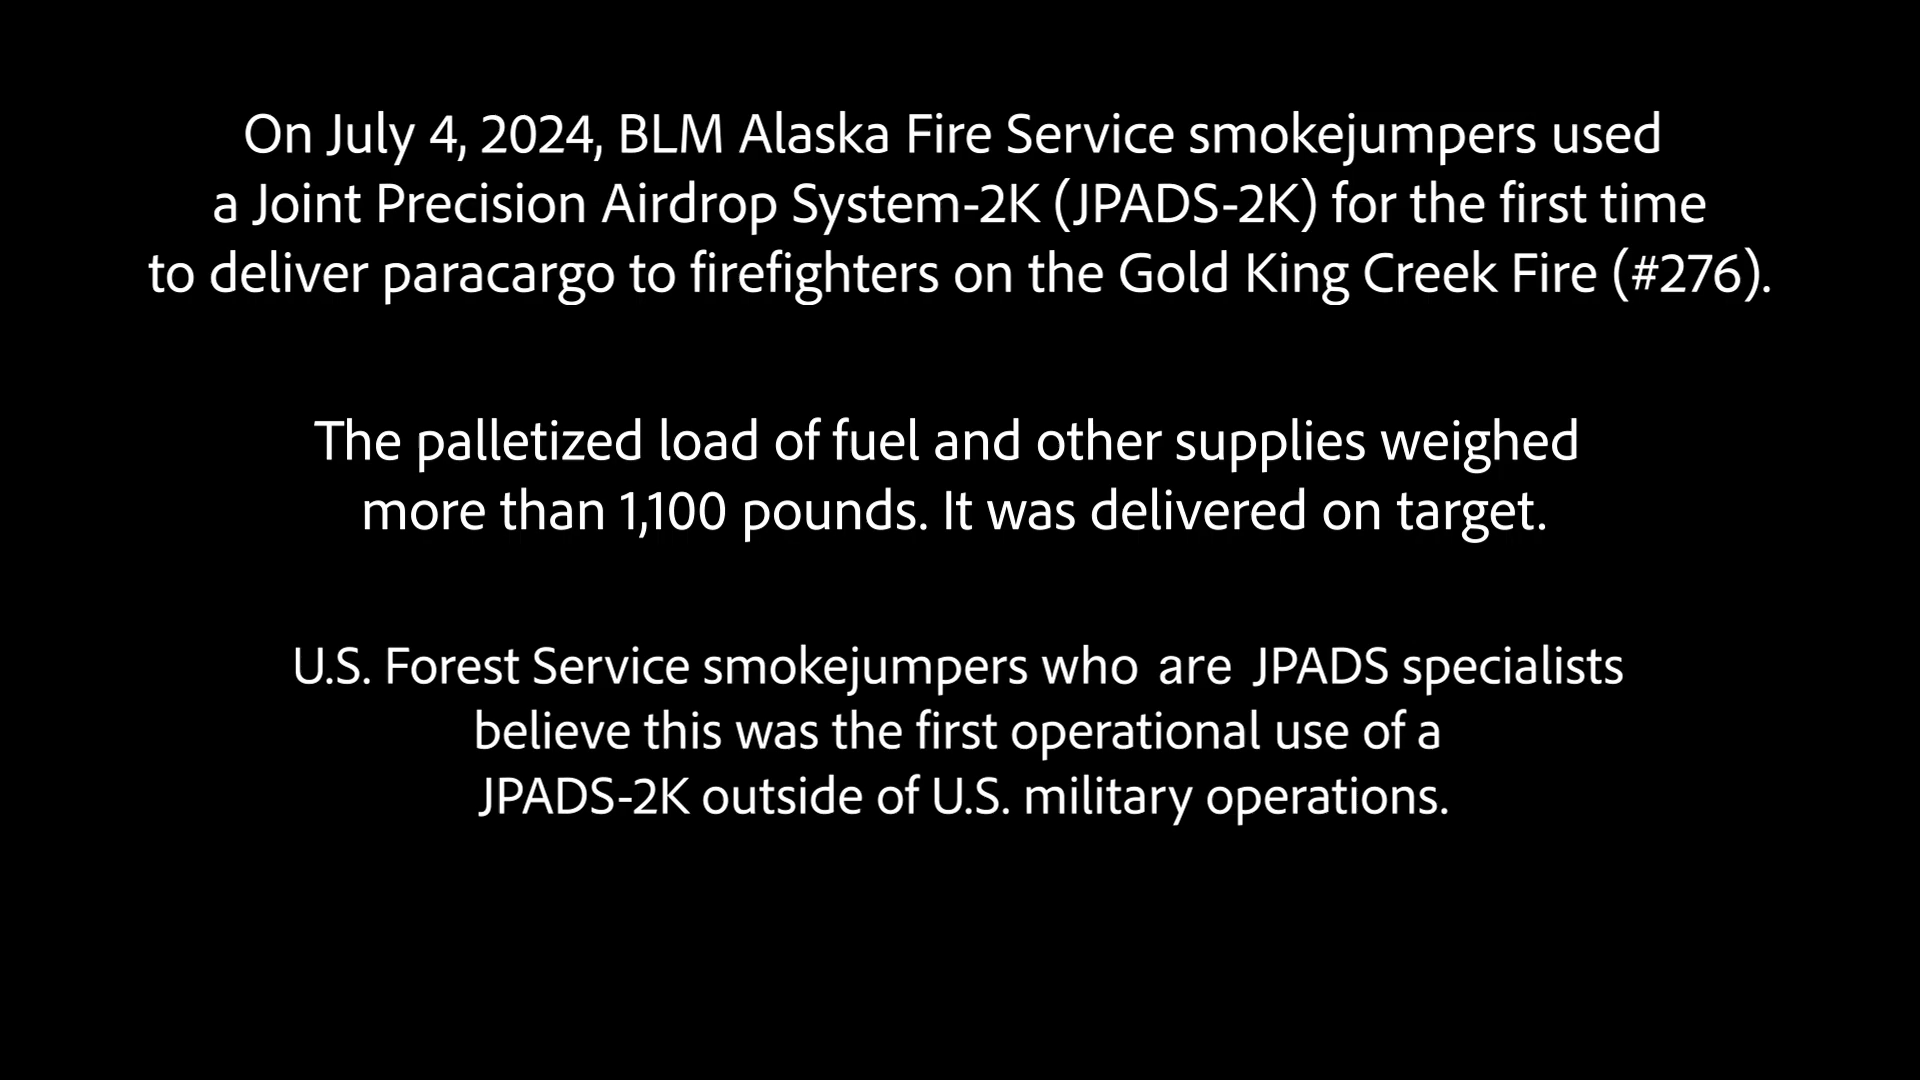 On July 4, 2024, BLM Alaska Fire Service smokejumpers used
a Joint Precision Airdrop System-2K (JPADS-2K) for the first time
to deliver paracargo to firefighters on the Gold King Creek Fire (#276).
The palletized load of fuel and other supplies weighed
more than 1,100 pounds. It was delivered on target.
U.S. Forest Service smokejumpers who are JPADS specialists
believe this was the first operational use of a
JPADS-2K outside of U.S. military operations.